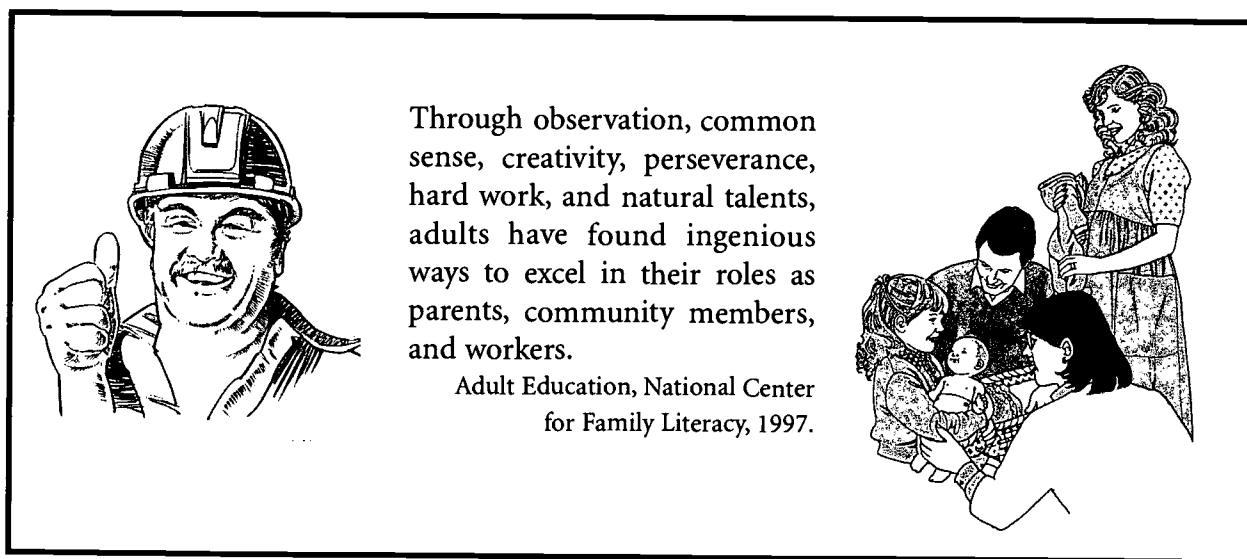 Through observation, common
sense, creativity, perseverance,
hard work, and natural talents,
adults have found ingenious
ways to excel in their roles as
parents, community members,
and workers.
Adult Education, National Center
for Family Literacy, 1997.